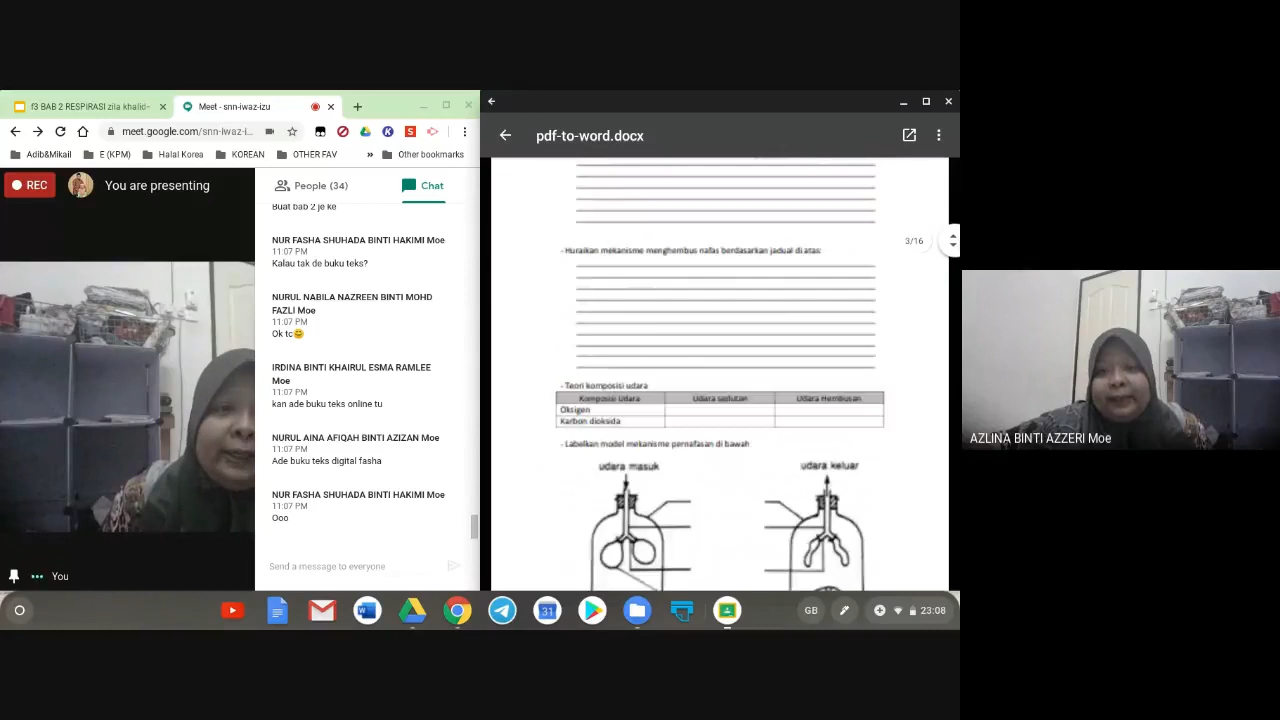 f3 BAB 2 RESPIRASI zila khalid-
Meet - snn-iwaz-izu
meet.google.com/snn-iwaz-i...
Adib&Mikail
E (KPM)
Halal Korea
KOREAN
OTHER FAV
»
Other bookmarks
REC
You are presenting
People (34)
Chat
Buat bab 2 je ke
NUR FASHA SHUHADA BINTI HAKIMI Moe
11:07 PM
Kalau tak de buku teks?
NURUL NABILA NAZREEN BINTI MOHD
FAZLI Moe
11:07 PM
Ok tc😊
IRDINA BINTI KHAIRUL ESMA RAMLEE
Moe
11:07 PM
kan ade buku teks online tu
NURUL AINA AFIQAH BINTI AZIZAN Moe
11:07 PM
Ade buku teks digital fasha
NUR FASHA SHUHADA BINTI HAKIMI Moe
11:07 PM
Ooo
Send a message to everyone
You
pdf-to-word.docx
3/16
- Huraikan mekanisme menghembus nafas berdasarkan jadual di atas:
- Teori komposisi udara
Komposisi Udara Udara Sedutan Udara Hembusan
Oksigen
Karbon dioksida
- Labelkan model mekanisme pernafasan di bawah
udara masuk
udara keluar
31
GB
23:08
AZLINA BINTI AZZERI Moe